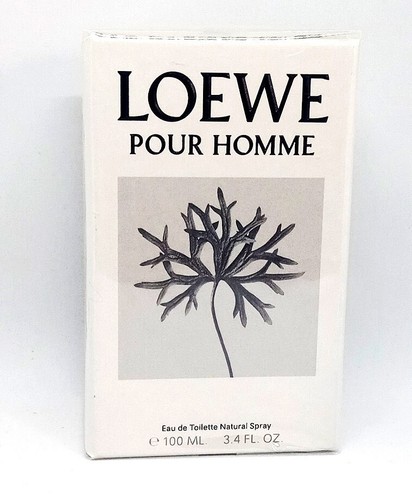 LOEWE
POUR HOMME
Eau de Toilette Natural Spray
℮ 100 ML. 3.4 FL. OZ.